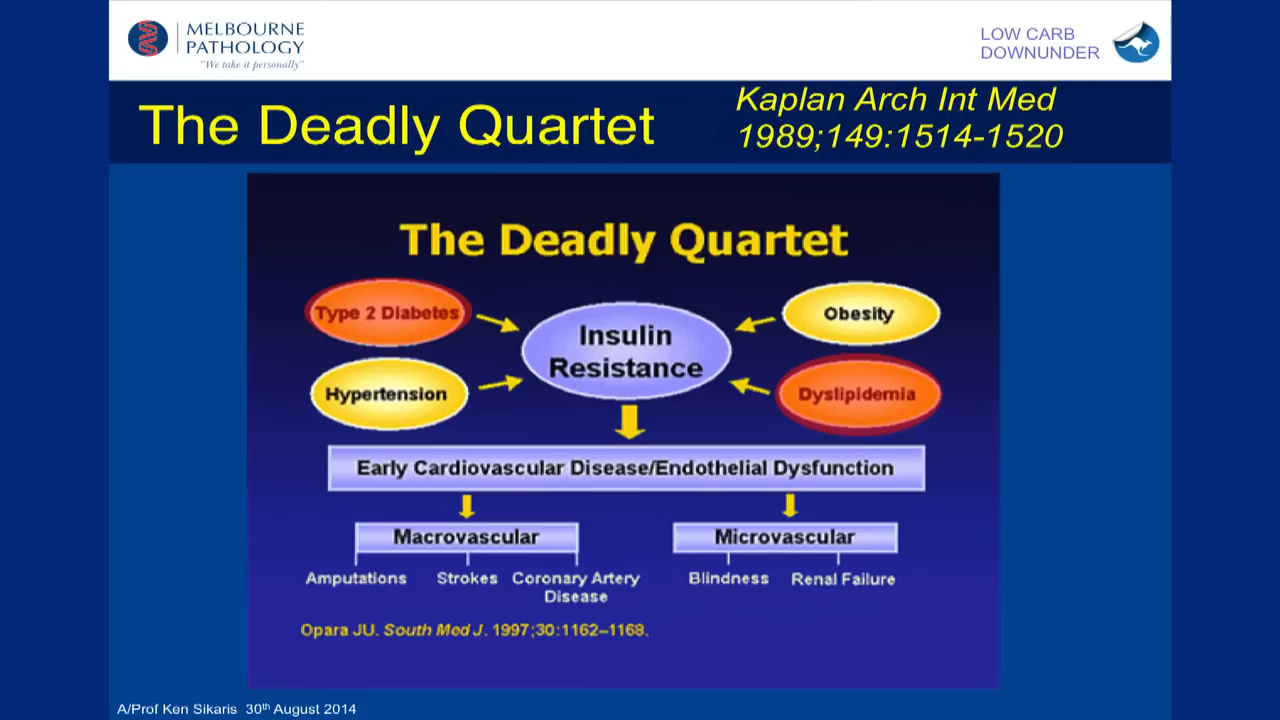 MELBOURNE
PATHOLOGY
"We take it personally"
LOW CARB
DOWNUNDER
The Deadly Quartet
Kaplan Arch Int Med
1989;149:1514-1520
The Deadly Quartet
Type 2 Diabetes
Obesity
Insulin
Resistance
Hypertension
Dyslipidemia
Early Cardiovascular Disease/Endothelial Dysfunction
Macrovascular
Microvascular
Amputations
Strokes
Coronary Artery
Disease
Blindness
Renal Failure
Opara JU. South Med J. 1997;30:1162–1168.
A/Prof Ken Sikaris 30th August 2014